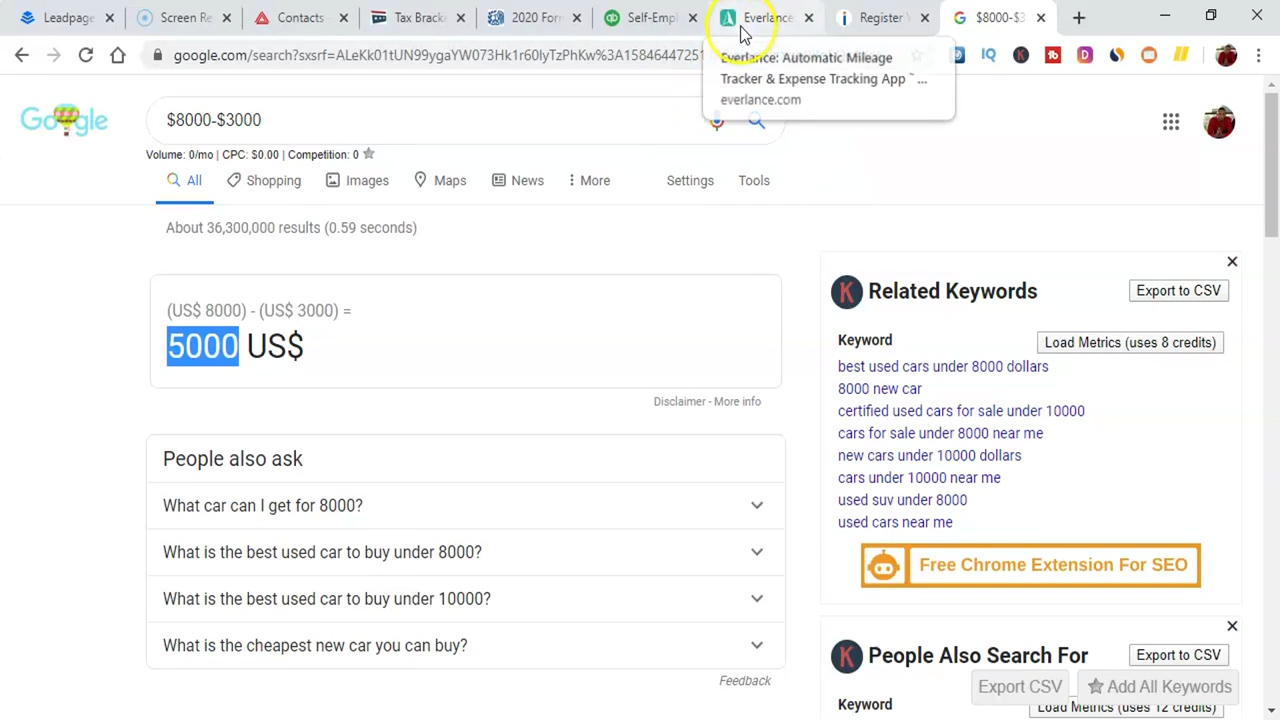 Leadpage
Screen Re
Contacts
Tax Brack
2020 Form
Self-Empl
Everlance
Register Y
$8000-$3
google.com/search?sxsrf=ALeKk01tUN99ygaYW073Hk1r60lyTzPhKw%3A15846447251
Everlance: Automatic Mileage
Tracker & Expense Tracking App ˜ ...
everlance.com
IQ
K
D
Google
$8000-$3000
Volume: 0/mo | CPC: $0.00 | Competition: 0
All
Shopping
Images
Maps
News
More
Settings
Tools
About 36,300,000 results (0.59 seconds)
(US$ 8000) - (US$ 3000) =
5000 US$
Disclaimer - More info
People also ask
What car can I get for 8000?
What is the best used car to buy under 8000?
What is the best used car to buy under 10000?
What is the cheapest new car you can buy?
Feedback
K Related Keywords
Export to CSV
Keyword
Load Metrics (uses 8 credits)
best used cars under 8000 dollars
8000 new car
certified used cars for sale under 10000
cars for sale under 8000 near me
new cars under 10000 dollars
cars under 10000 near me
used suv under 8000
used cars near me
Free Chrome Extension For SEO
K People Also Search For
Export to CSV
Export CSV
Add All Keywords
Keyword
Load Metrics (uses 12 credits)